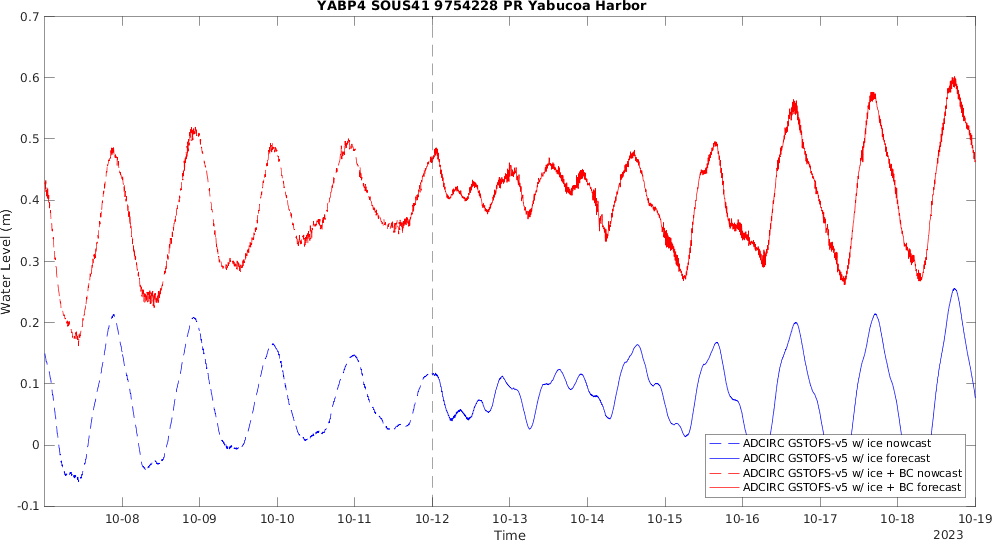 YABP4 SOUS41 9754228 PR Yabucoa Harbor
0.7
0.6
0.5
0.4
0.3
0.2
0.1
0
-0.1
Water Level (m)
ADCIRC GSTOFS-v5 w/ ice nowcast
ADCIRC GSTOFS-v5 w/ ice forecast
ADCIRC GSTOFS-v5 w/ ice + BC nowcast
ADCIRC GSTOFS-v5 w/ ice + BC forecast
10-08 10-09 10-10 10-11 10-12 10-13 10-14 10-15 10-16 10-17 10-18 10-19
Time
2023